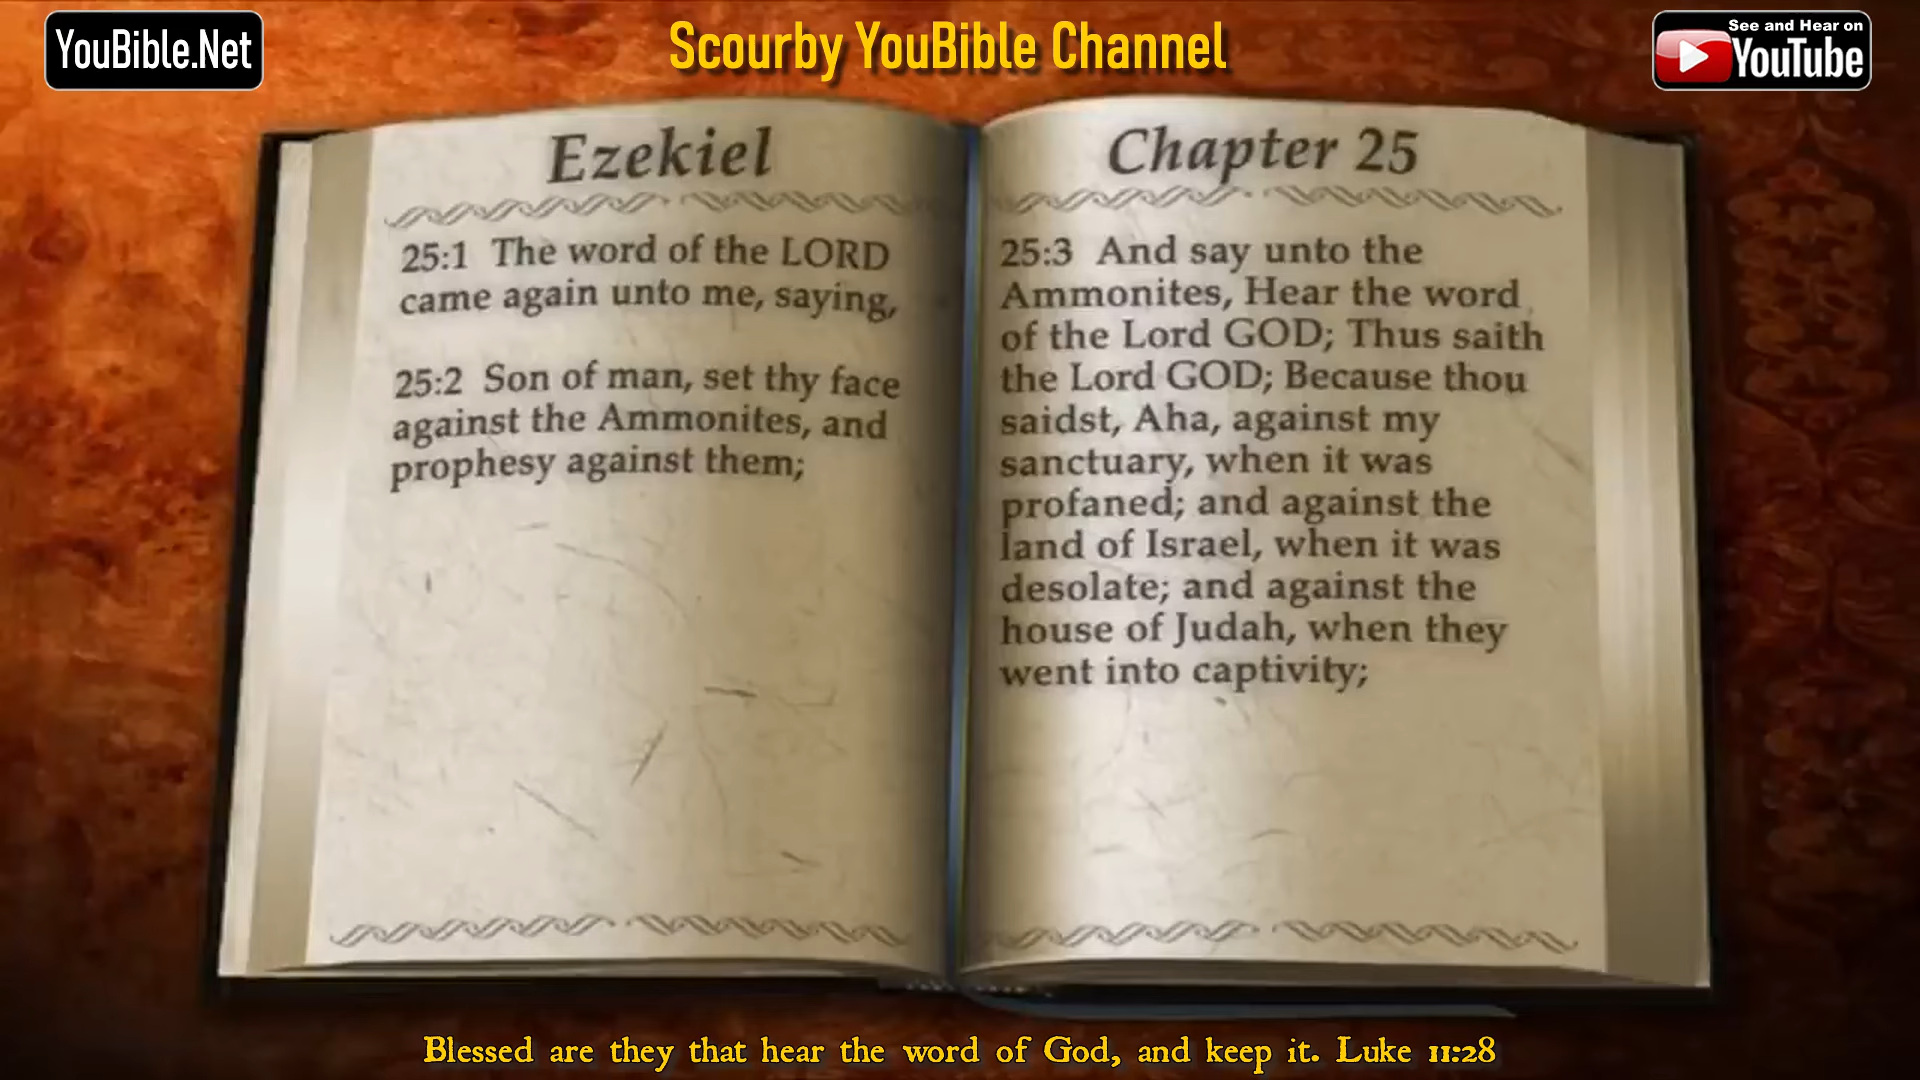 YouBible.Net
Scourby YouBible Channel
See and Hear on
YouTube
Ezekiel
25:1 The word of the LORD
came again unto me, saying,
25:2 Son of man, set thy face
against the Ammonites, and
prophesy against them;
Chapter 25
25:3 And say unto the
Ammonites, Hear the word
of the Lord GOD; Thus saith
the Lord GOD; Because thou
saidst, Aha, against my
sanctuary, when it was
profaned; and against the
land of Israel, when it was
desolate; and against the
house of Judah, when they
went into captivity;
Blessed are they that hear the word of God, and keep it. Luke 11:28